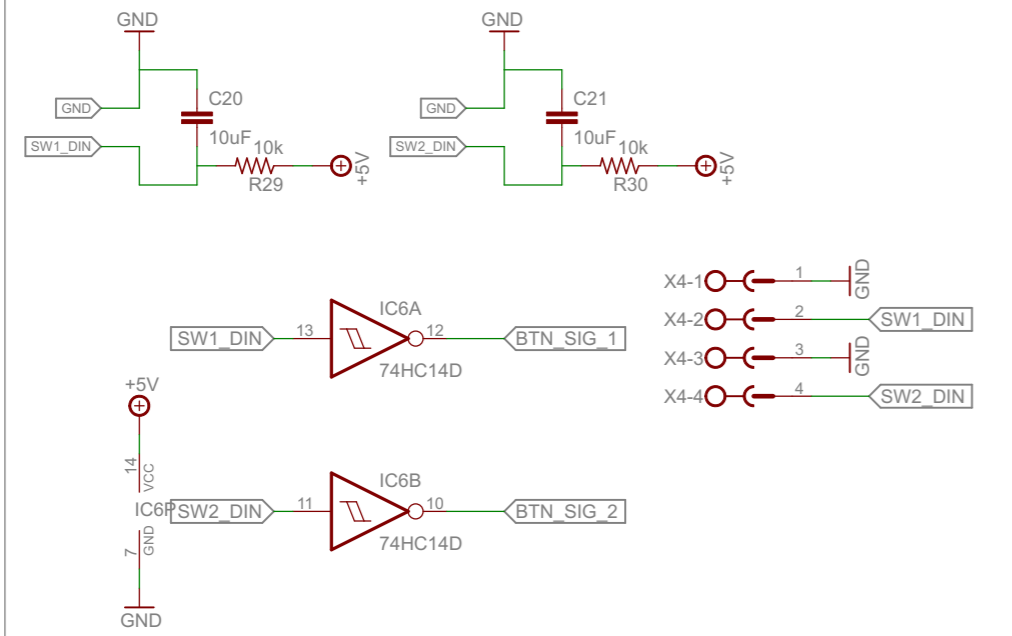 GND
GND
C20
C21
GND
GND
10uF
10uF
SW1_DIN
10k
+5V
SW2_DIN
10k
+5V
R29
R30
X4-1
1
GND
IC6A
X4-2
2
SW1_DIN
SW1_DIN
13
12
BTN_SIG_1
X4-3
3
GND
74HC14D
+5V
X4-4
4
SW2_DIN
14
VCC
IC6B
IC6P
SW2_DIN
11
10
BTN_SIG_2
7
GND
74HC14D
GND